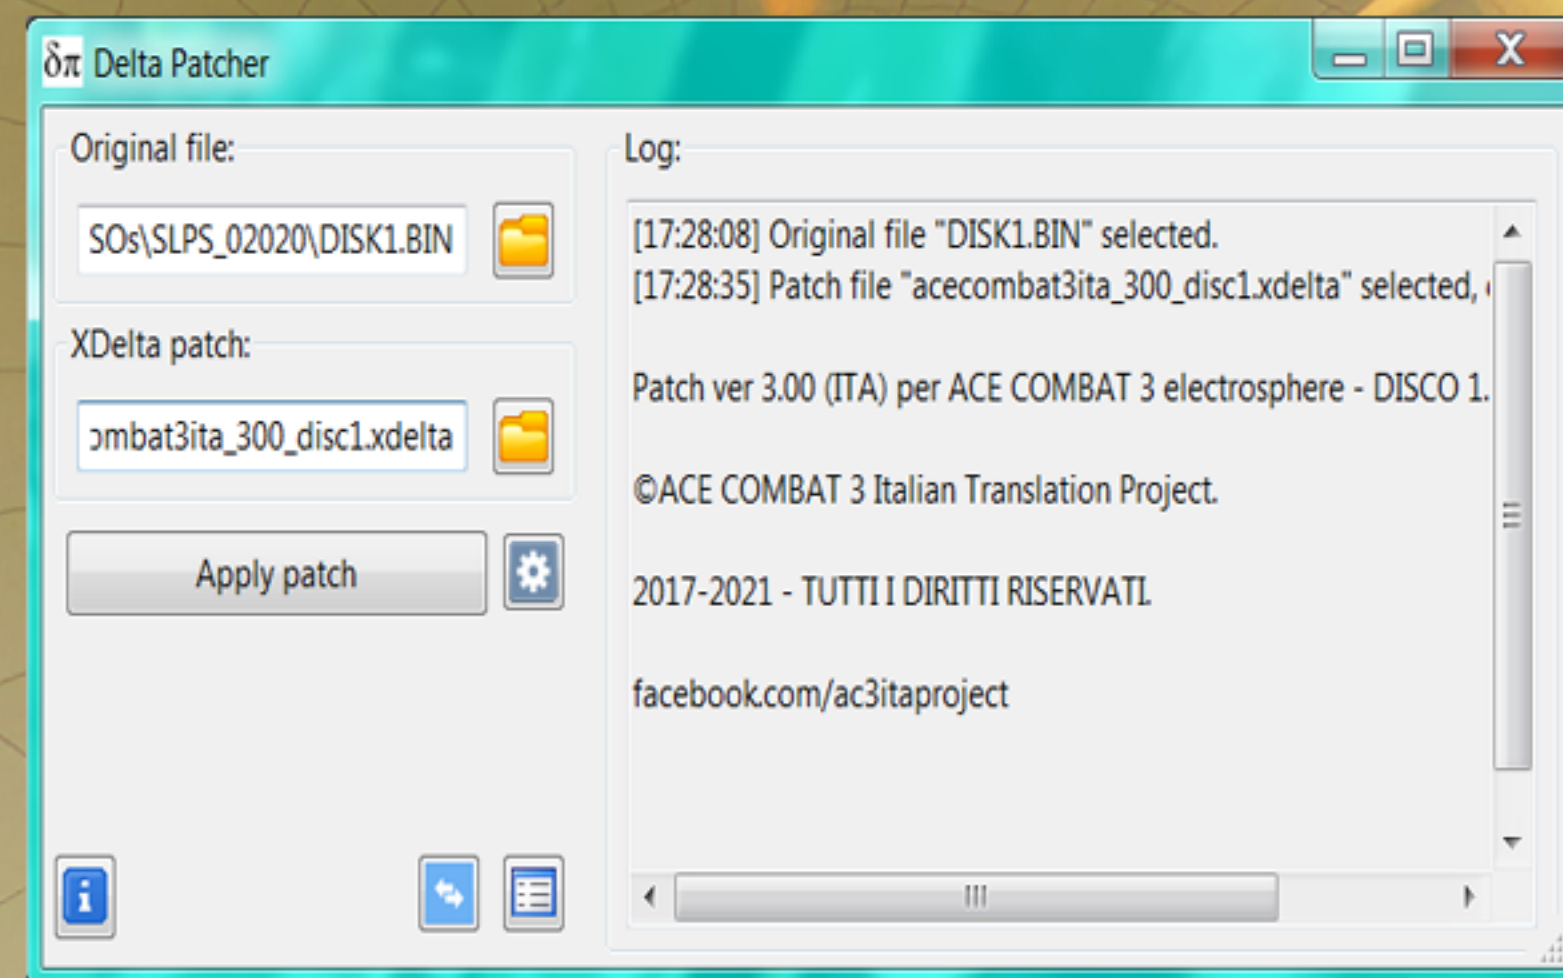 δπ Delta Patcher
Original file:
SOs\SLPS_02020\DISK1.BIN
XDelta patch:
ombat3ita_300_disc1.xdelta
Apply patch
Log:
[17:28:08] Original file "DISK1.BIN" selected.
[17:28:35] Patch file "acecombat3ita_300_disc1.xdelta" selected,
Patch ver 3.00 (ITA) per ACE COMBAT 3 electrosphere - DISCO 1.
©ACE COMBAT 3 Italian Translation Project.
2017-2021 - TUTTI I DIRITTI RISERVATI.
facebook.com/ac3itaproject